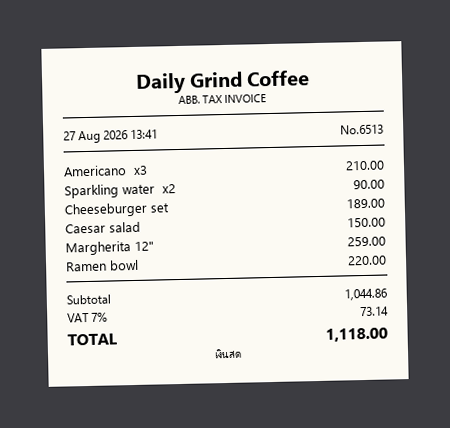 Daily Grind Coffee
ABB. TAX INVOICE
27 Aug 2026 13:41 No.6513
Americano x3 210.00
Sparkling water x2 90.00
Cheeseburger set 189.00
Caesar salad 150.00
Margherita 12" 259.00
Ramen bowl 220.00
Subtotal 1,044.86
VAT 7% 73.14
TOTAL 1,118.00
เงินสด